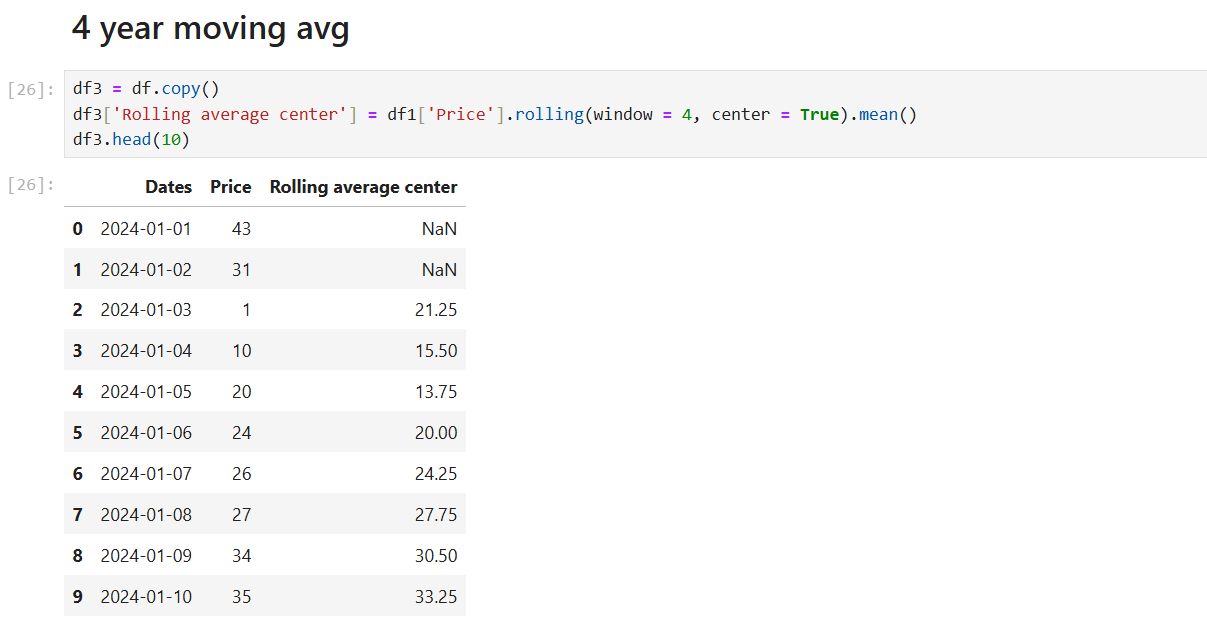 4 year moving avg
[26]: df3 = df.copy()
df3['Rolling average center'] = df1['Price'].rolling(window = 4, center = True).mean()
df3.head(10)
[26]: Dates Price Rolling average center
0 2024-01-01 43 NaN
1 2024-01-02 31 NaN
2 2024-01-03 1 21.25
3 2024-01-04 10 15.50
4 2024-01-05 20 13.75
5 2024-01-06 24 20.00
6 2024-01-07 26 24.25
7 2024-01-08 27 27.75
8 2024-01-09 34 30.50
9 2024-01-10 35 33.25